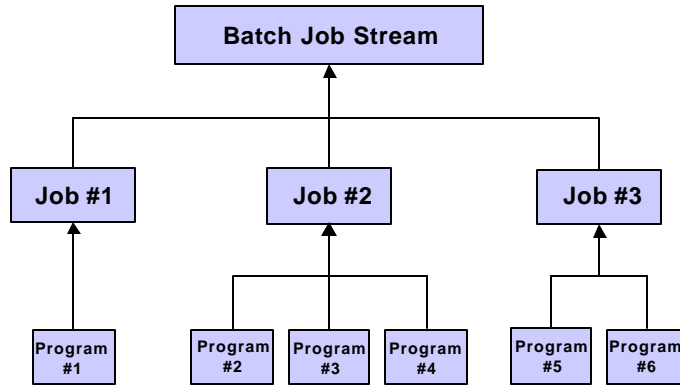 Batch Job Stream
Job #1
Job #2
Job #3
Program
#1
Program
#2
Program
#3
Program
#4
Program
#5
Program
#6